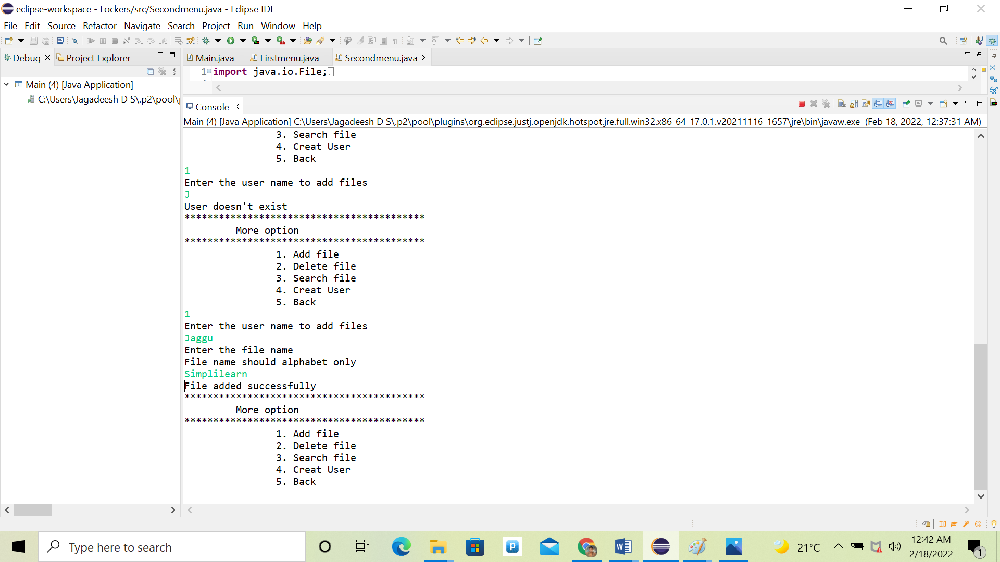 eclipse-workspace - Lockers/src/Secondmenu.java - Eclipse IDE
File Edit Source Refactor Navigate Search Project Run Window Help
Debug Project Explorer
Main.java Firstmenu.java Secondmenu.java
1 import java.io.File;
Main (4) [Java Application]
C:\Users\Jagadeesh D S\.p2\pool\
Console
Main (4) [Java Application] C:\Users\Jagadeesh D S\.p2\pool\plugins\org.eclipse.justj.openjdk.hotspot.jre.full.win32.x86_64_17.0.1.v20211116-1657\jre\bin\javaw.exe (Feb 18, 2022, 12:37:31 AM)
3. Search file
4. Creat User
5. Back
1
Enter the user name to add files
J
User doesn't exist
******************************************
More option
******************************************
1. Add file
2. Delete file
3. Search file
4. Creat User
5. Back
1
Enter the user name to add files
Jaggu
Enter the file name
File name should alphabet only
Simplilearn
File added successfully
******************************************
More option
******************************************
1. Add file
2. Delete file
3. Search file
4. Creat User
5. Back
Type here to search
21°C
12:42 AM
2/18/2022
1